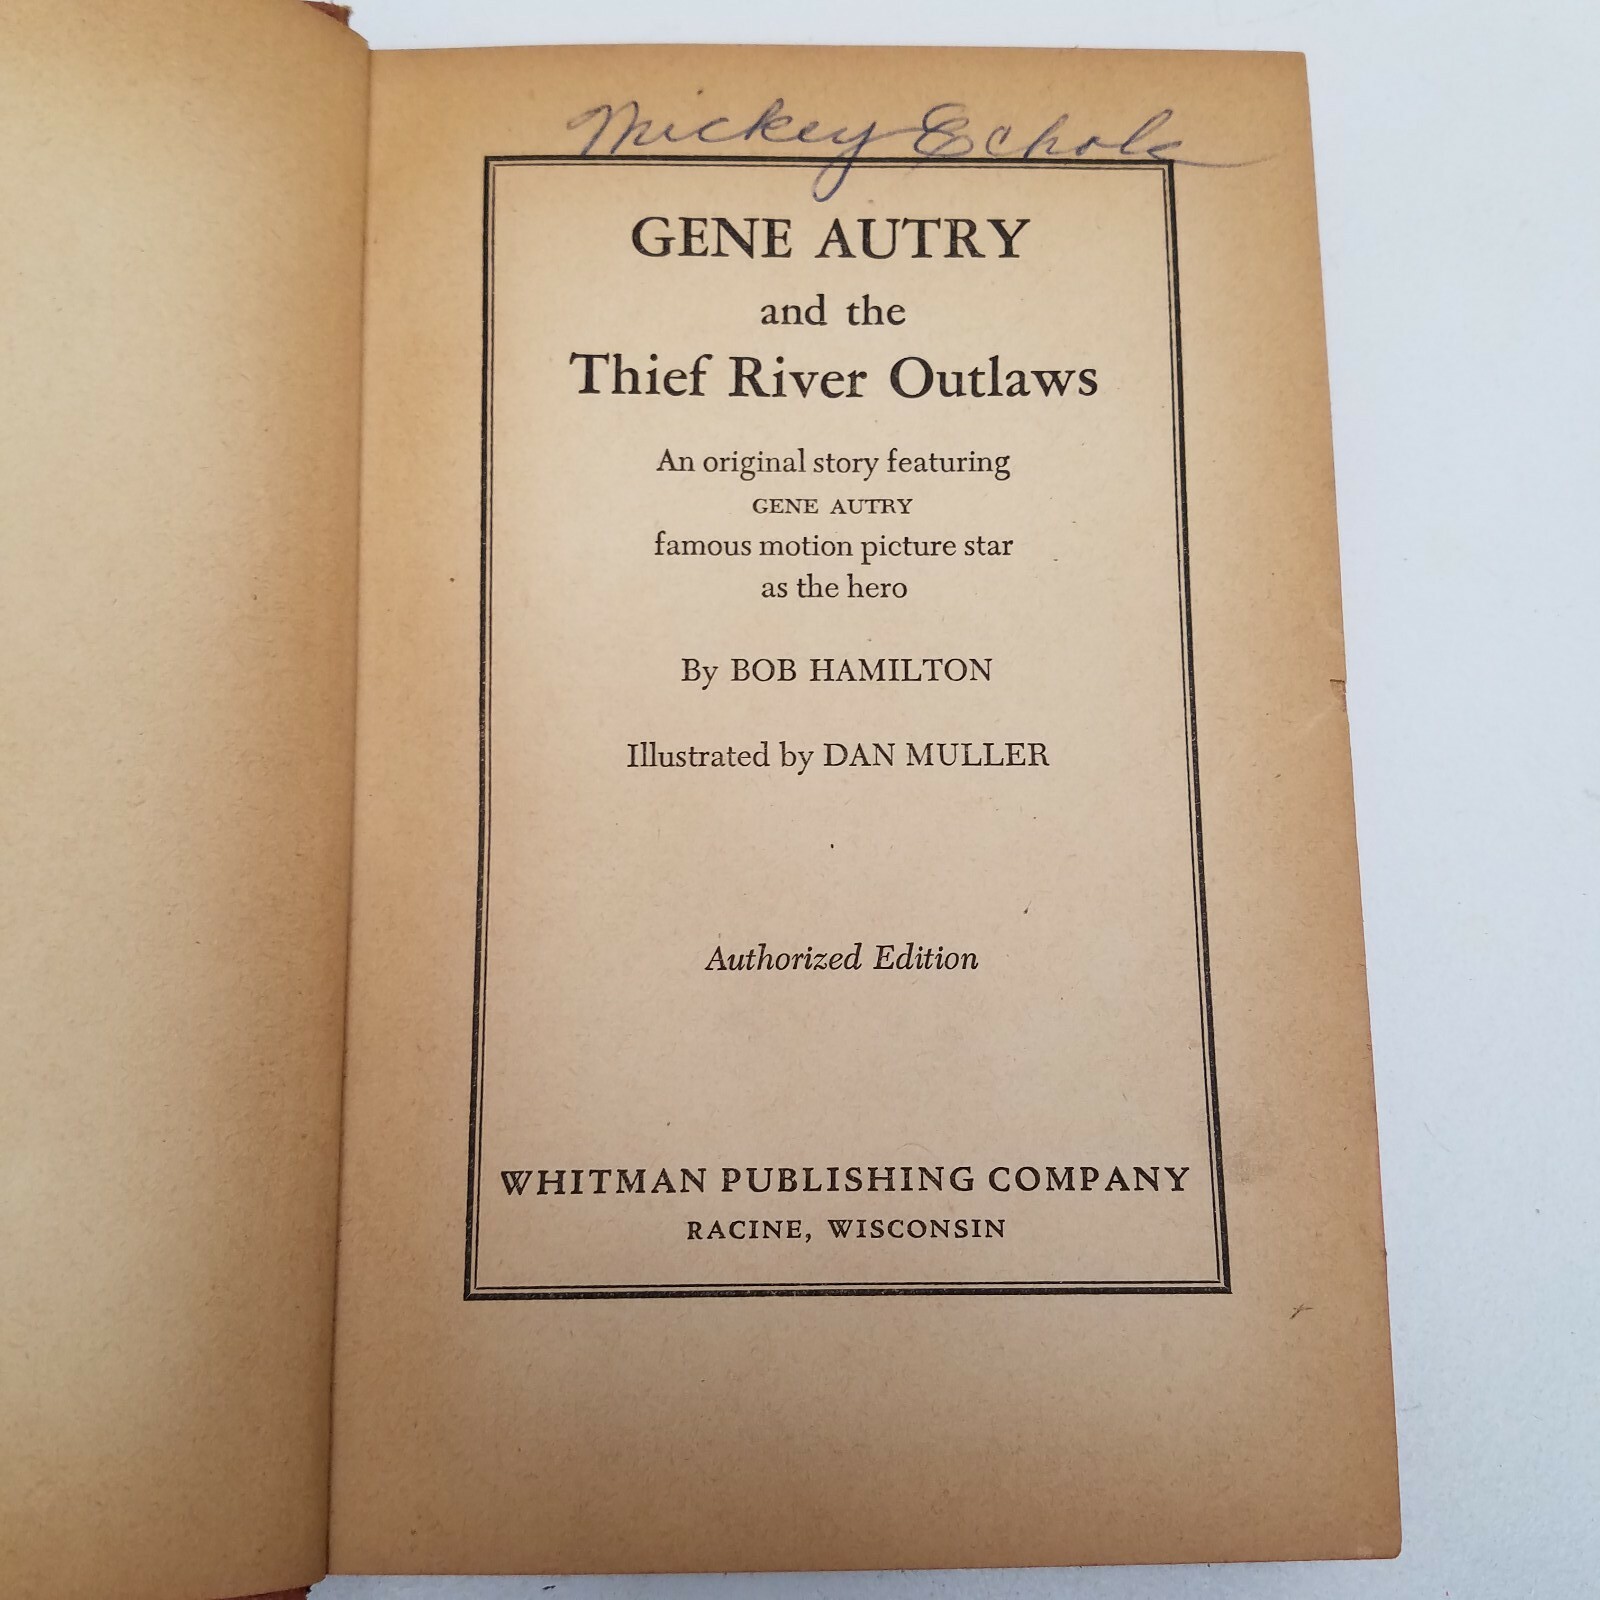 Mickey Echols
GENE AUTRY
and the
Thief River Outlaws
An original story featuring
GENE AUTRY
famous motion picture star
as the hero
By BOB HAMILTON
Illustrated by DAN MULLER
Authorized Edition
WHITMAN PUBLISHING COMPANY
RACINE, WISCONSIN